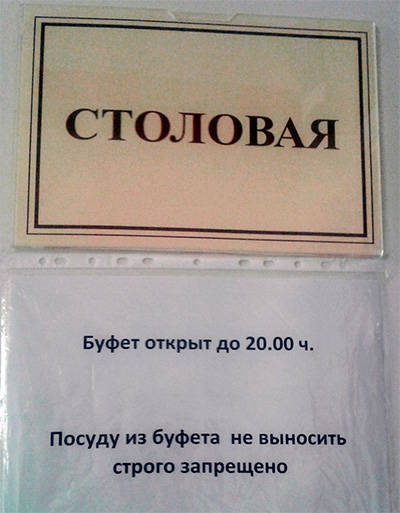 СТОЛОВАЯ
Буфет открыт до 20.00 ч.
Посуду из буфета не выносить
строго запрещено